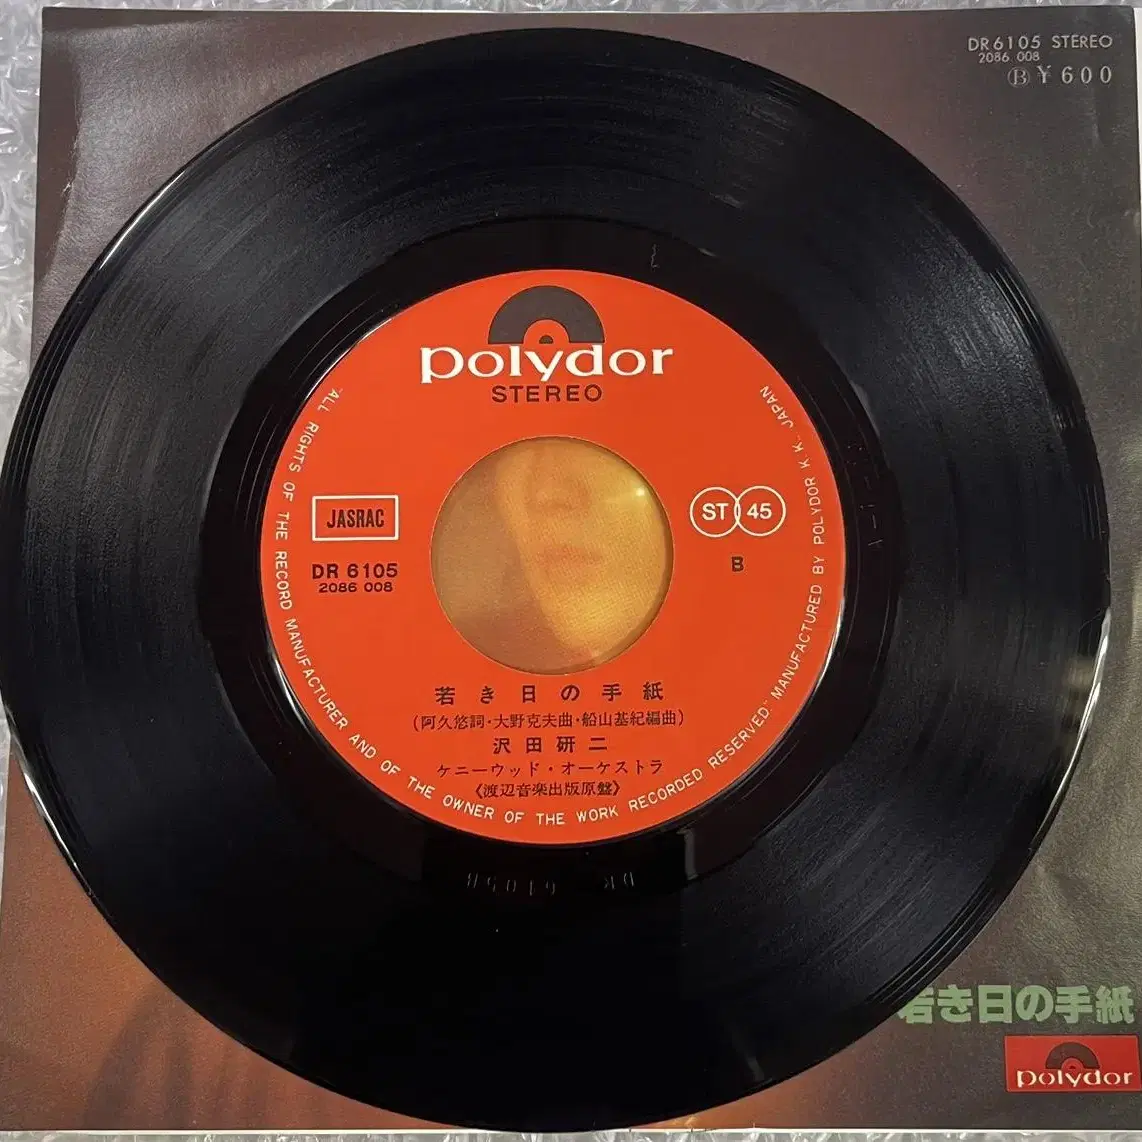 DR6105 STEREO
2086 008
Ⓑ¥600
polydor
STEREO
"ALL RIGHTS OF THE RECORD MANUFACTURER AND OF THE OWNER OF THE WORK RECORDED RESERVED." MANUFACTURED BY POLYDOR K.K. JAPAN
JASRAC
ST 45
DR 6105
2086 008
B
若き日の手紙
(阿久悠詞・大野克夫曲・船山基紀編曲)
沢田研二
ケニーウッド・オーケストラ
《渡辺音楽出版原盤》
若き日の手紙
polydor